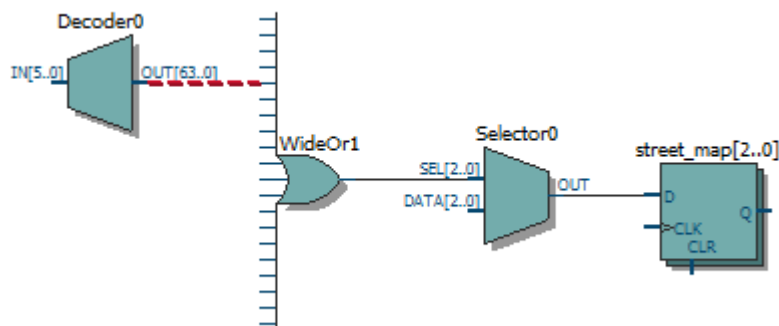 Decoder0
IN[5..0]
OUT[63..0]
WideOr1
Selector0
SEL[2..0]
DATA[2..0]
OUT
street_map[2..0]
D
Q
CLK
CLR